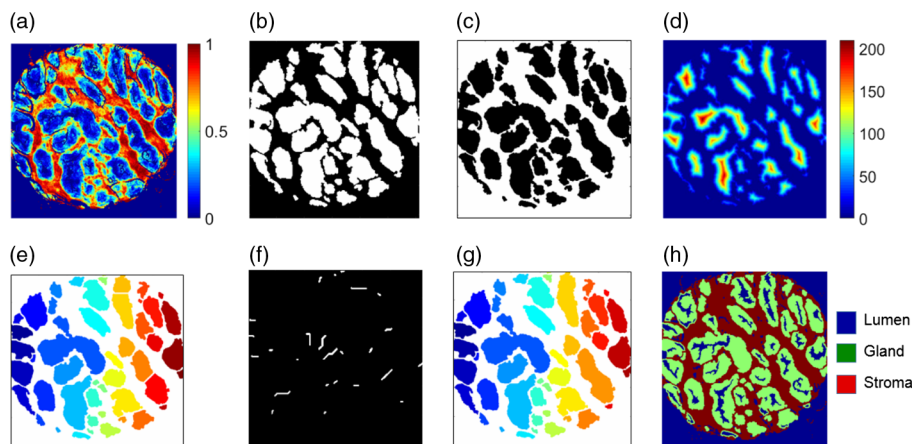 (a)
(b)
(c)
(d)
1
0.5
0
200
150
100
50
0
(e)
(f)
(g)
(h)
Lumen
Gland
Stroma